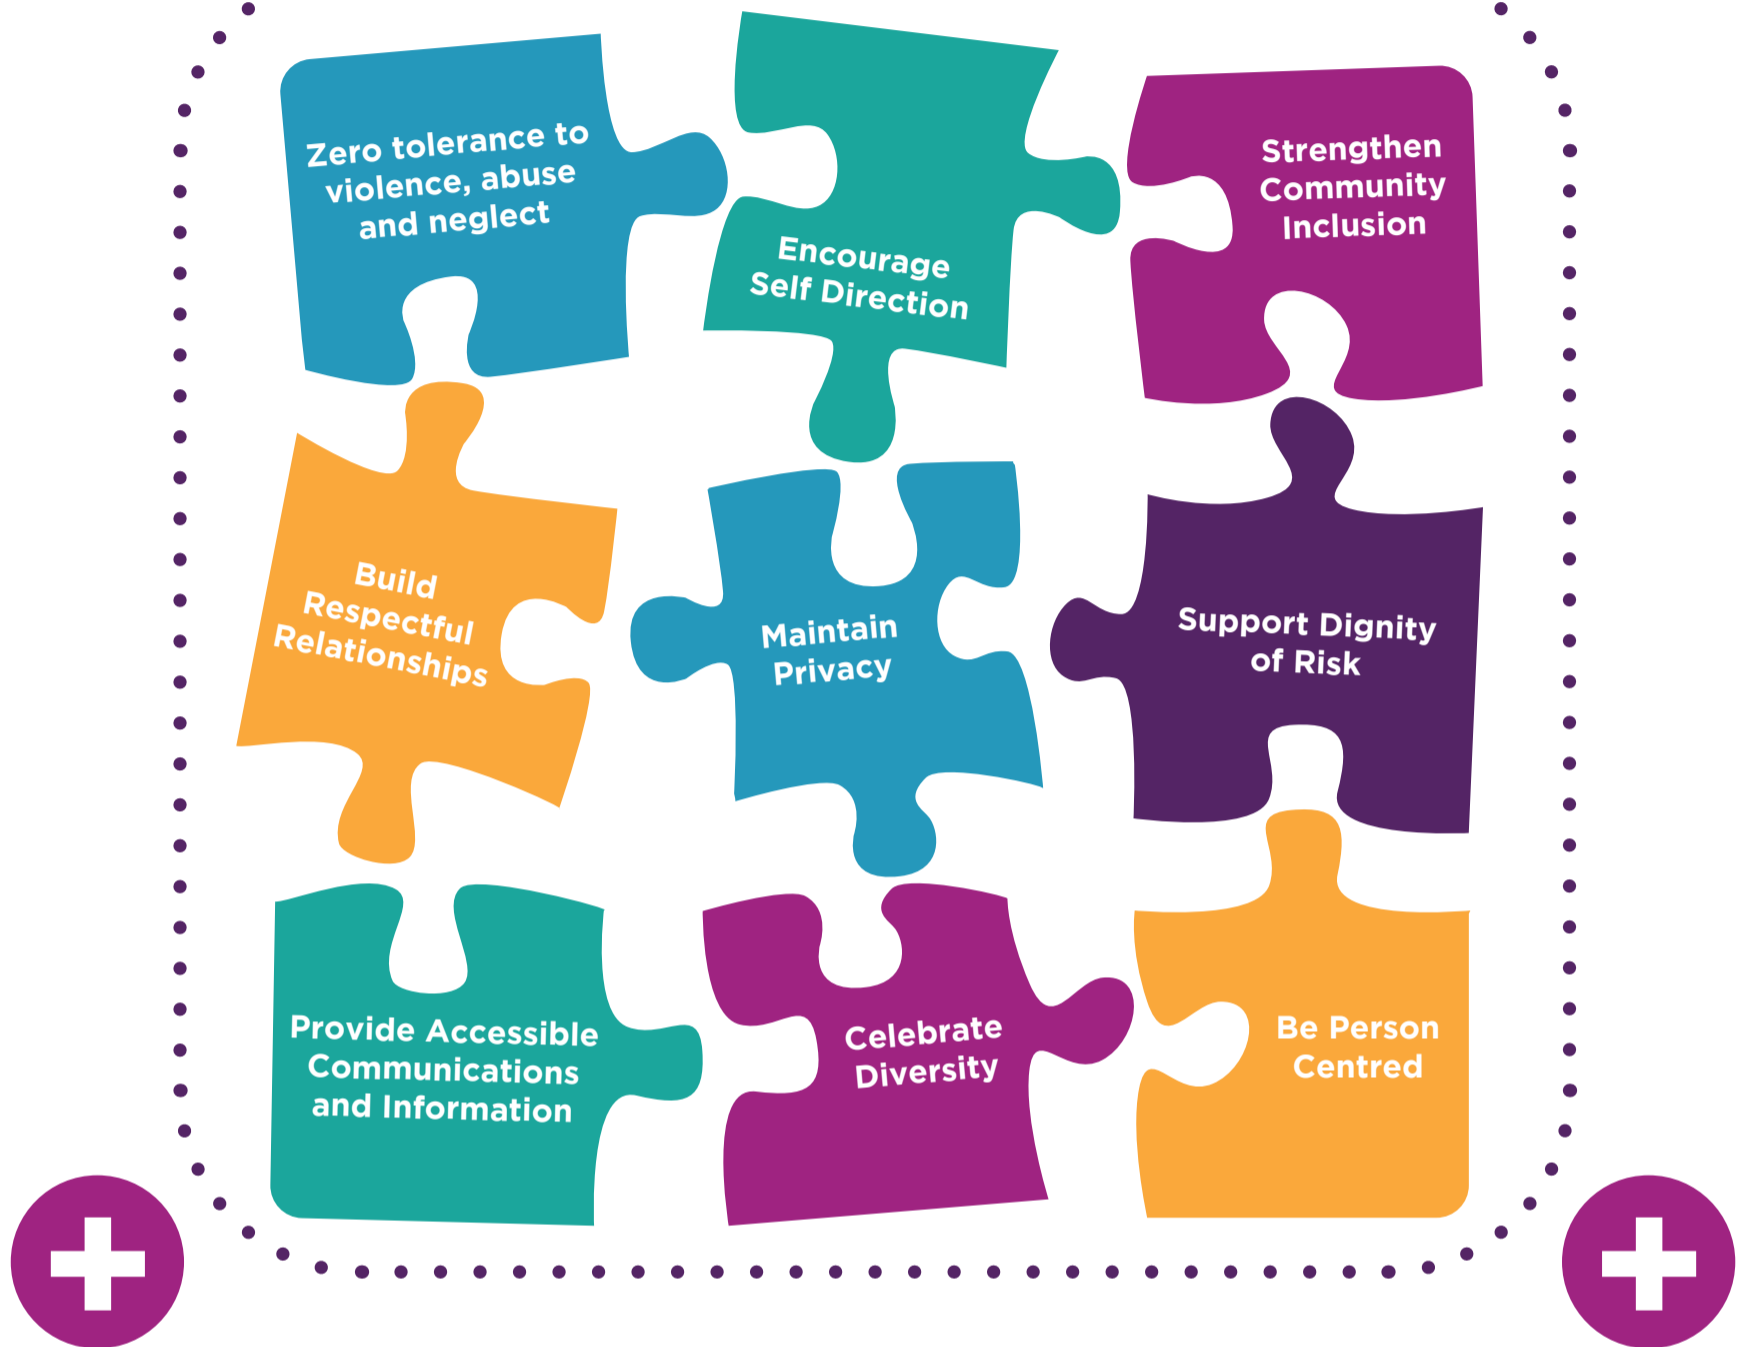 Zero tolerance to
violence, abuse
and neglect
Encourage
Self Direction
Strengthen
Community
Inclusion
Build
Respectful
Relationships
Maintain
Privacy
Support Dignity
of Risk
Provide Accessible
Communications
and Information
Celebrate
Diversity
Be Person
Centred